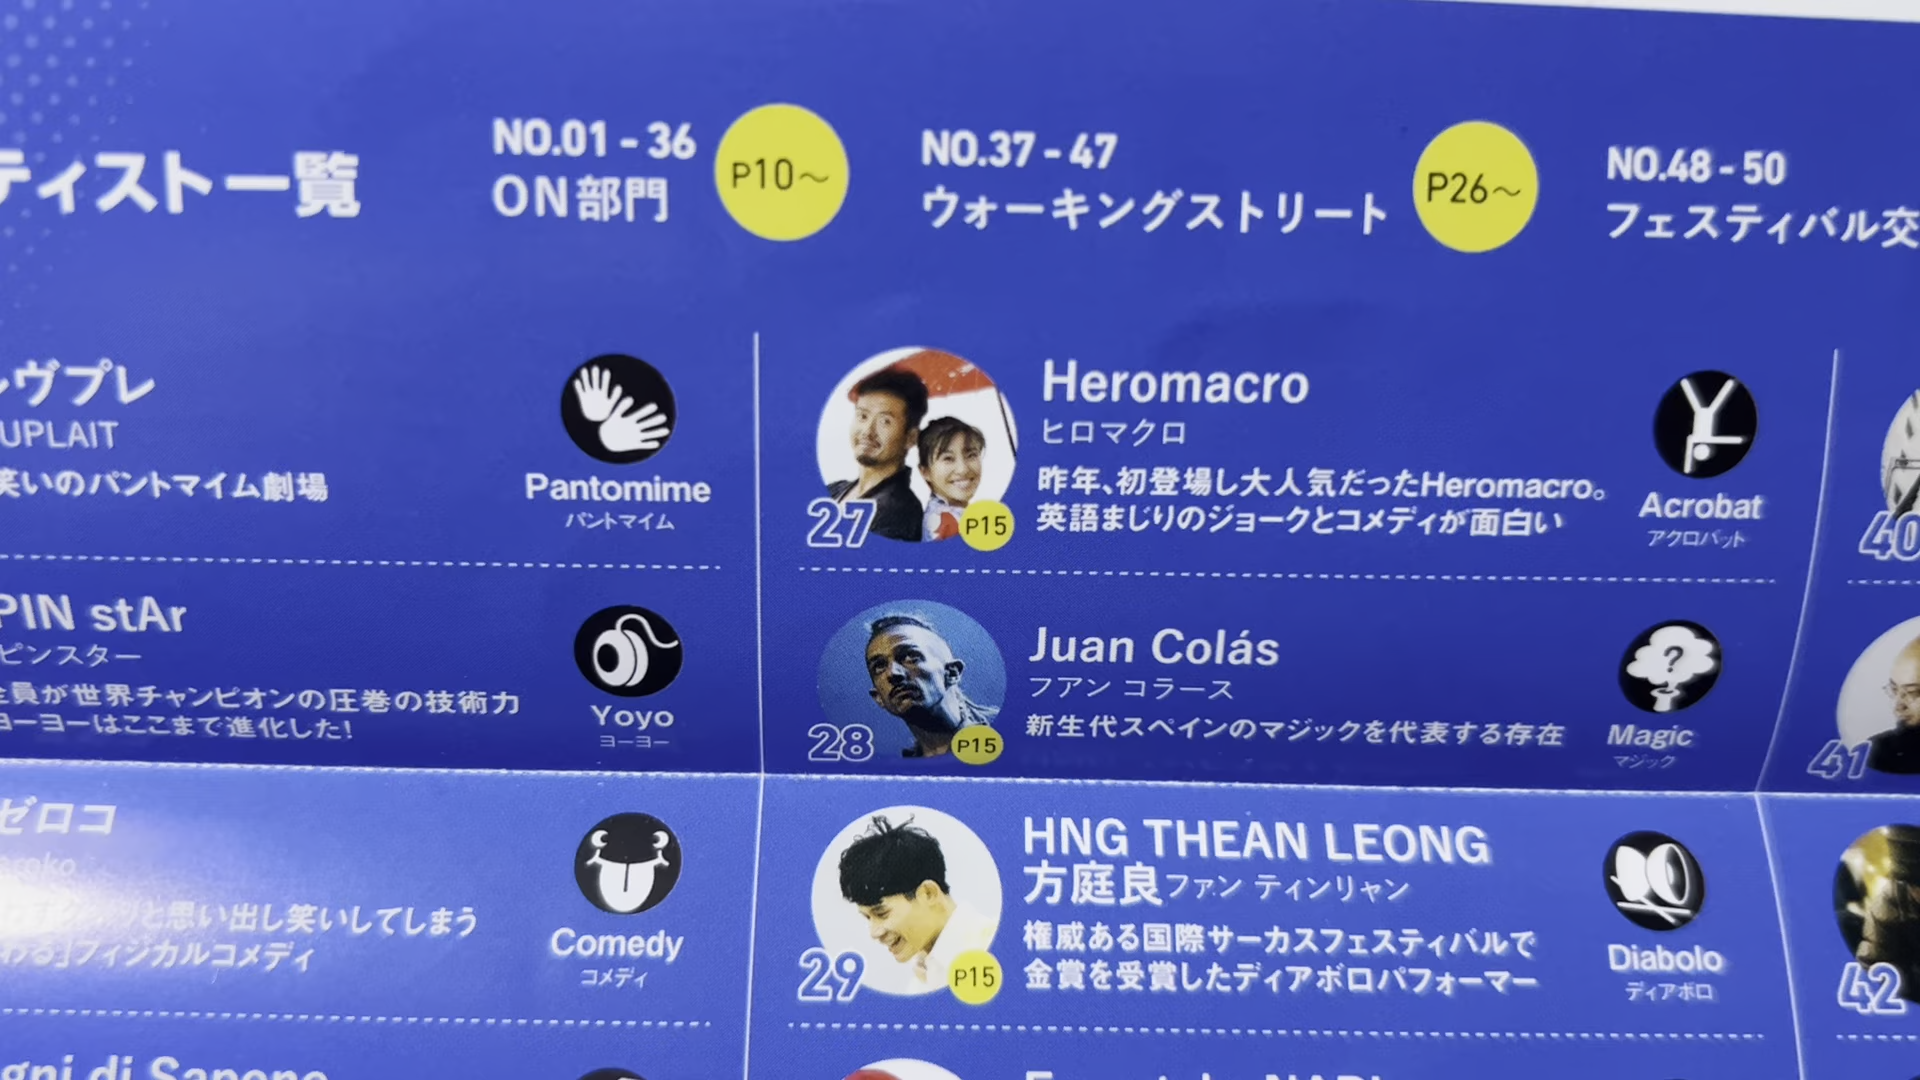 ティスト一覧
NO.01 - 36
ON部門
P10～
NO.37 - 47
ウォーキングストリート
P26～
NO.48 - 50
フェスティバル交
ヴプレ
UPLAIT
笑いのパントマイム劇場
Pantomime
パントマイム
PIN stAr
ピンスター
全員が世界チャンピオンの圧巻の技術力
ヨーヨーはここまで進化した!
Yoyo
ヨーヨー
ゼロコ
と思い出し笑いしてしまう
わる」フィジカルコメディ
Comedy
コメディ
gni di Sapone
27
P15
Heromacro
ヒロマクロ
昨年、初登場し大人気だったHeromacro。
英語まじりのジョークとコメディが面白い
Acrobat
アクロバット
28
P15
Juan Colás
フアン コラース
新生代スペインのマジックを代表する存在
Magic
マジック
29
P15
HNG THEAN LEONG
方庭良ファン ティンリャン
権威ある国際サーカスフェスティバルで
金賞を受賞したディアボロパフォーマー
Diabolo
ディアボロ
40
41
42